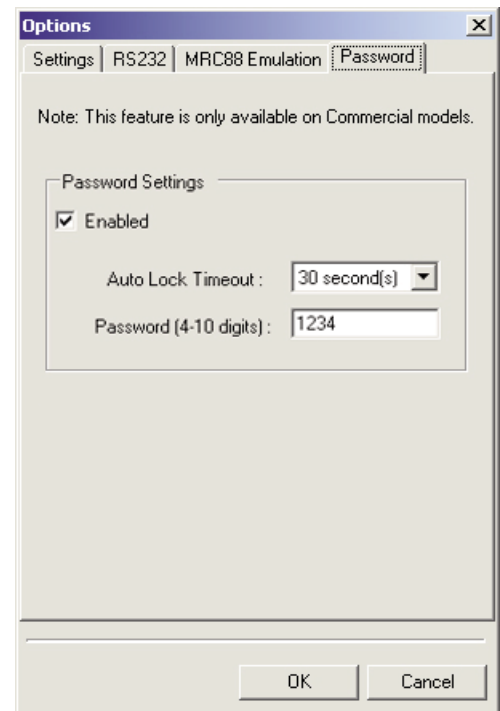 Options
Settings RS232 MRC88 Emulation Password
Note: This feature is only available on Commercial models.
Password Settings
Enabled
Auto Lock Timeout : 30 second(s)
Password (4-10 digits) : 1234
OK Cancel